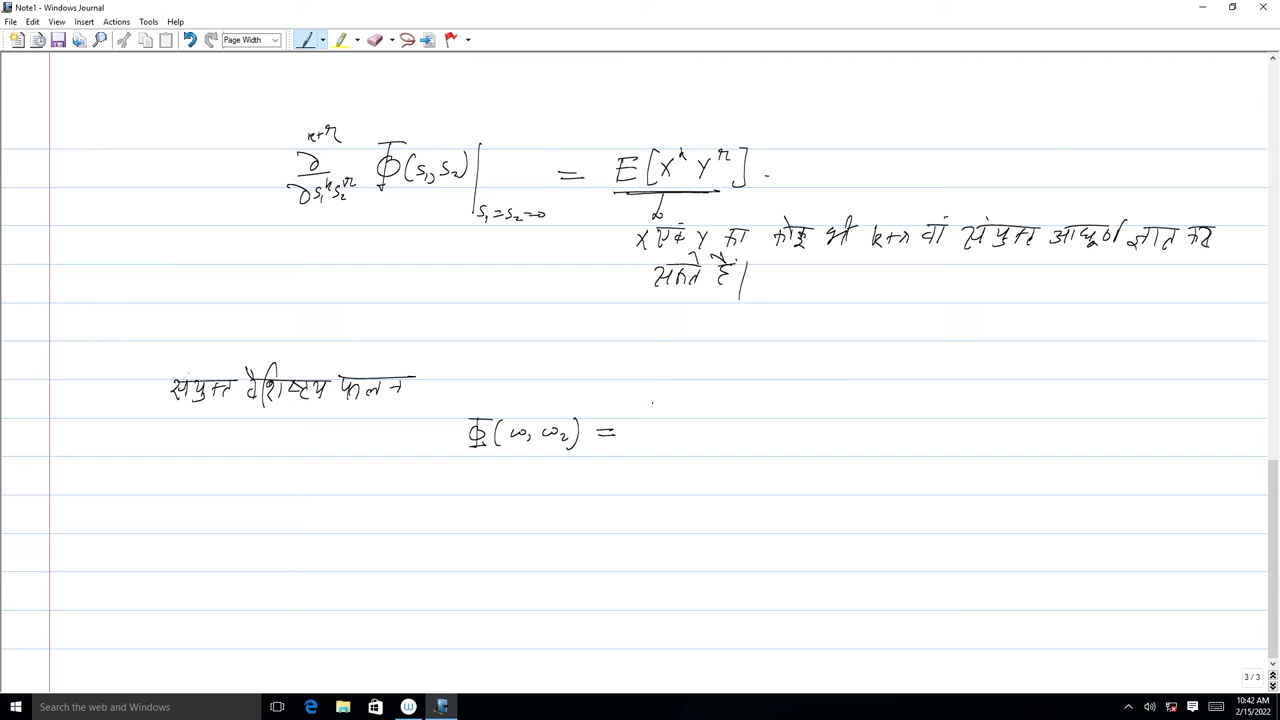 Note1 - Windows Journal
File Edit View Insert Actions Tools Help
Page Width
∂^{k+r}/∂s₁^k s₂^r Φ(s₁, s₂)|_{s₁=s₂=0} = E[X^k Y^r].
X एवं Y का कोई भी k+r वां संयुक्त आघूर्ण ज्ञात कर
सकते हैं|
संयुक्त वैशिष्ट्य फलन
Φ(ω, ω₂) =
3 / 3
Search the web and Windows
10:42 AM
2/15/2022